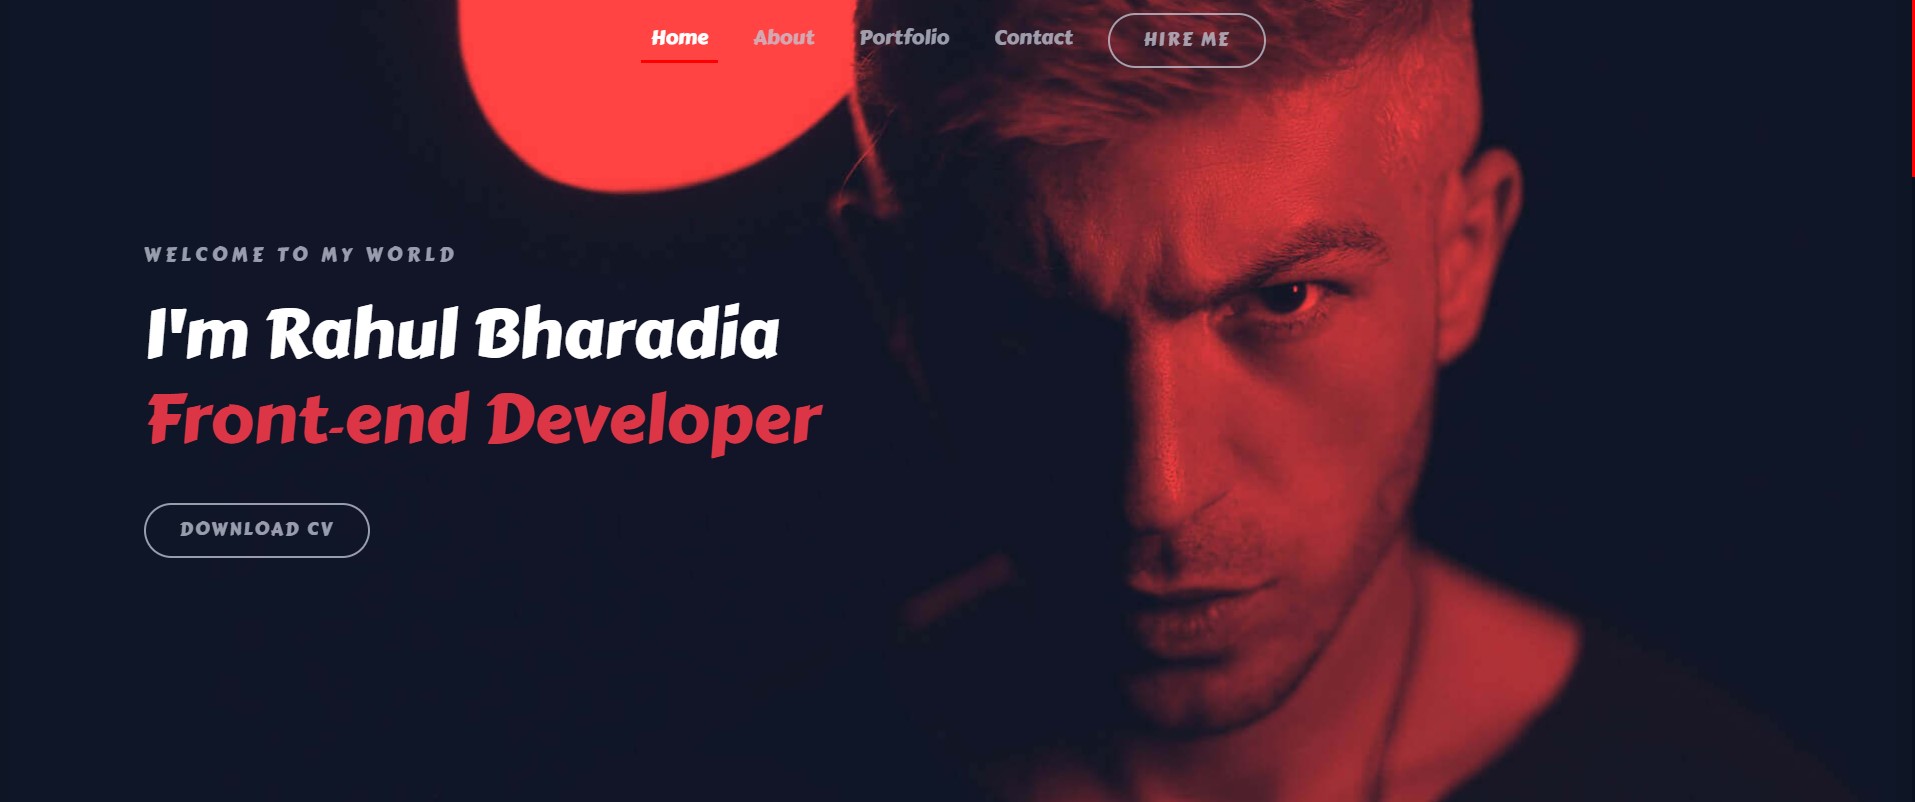 Home About Portfolio Contact HIRE ME
WELCOME TO MY WORLD
I'm Rahul Bharadia
Front-end Developer
DOWNLOAD CV